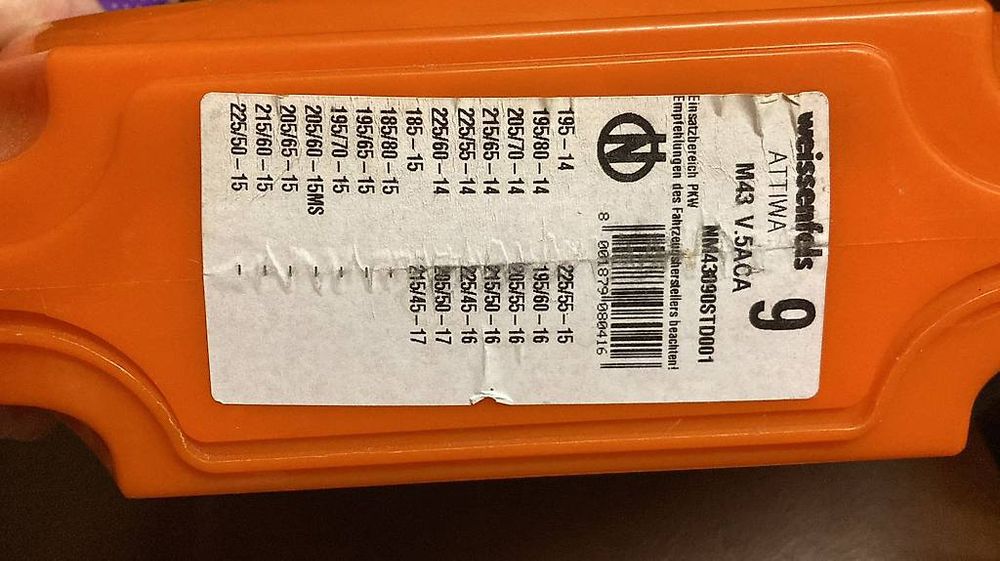 weissenfels 9
ATTIWA
M43 V.5ACA
NM43090STD001
Einsatzbereich PKW
Empfehlungen des Fahrzeugherstellers beachten!
8 001879 080416
195-14 225/55-15
195/80-14 195/60-16
205/70-14 205/55-16
215/65-14 215/50-16
225/55-14 225/45-16
225/60-14 205/50-17
185-15 215/45-17
185/80-15 -
195/65-15 -
195/70-15 -
205/60-15MS -
205/65-15 -
215/60-15 -
225/50-15 -